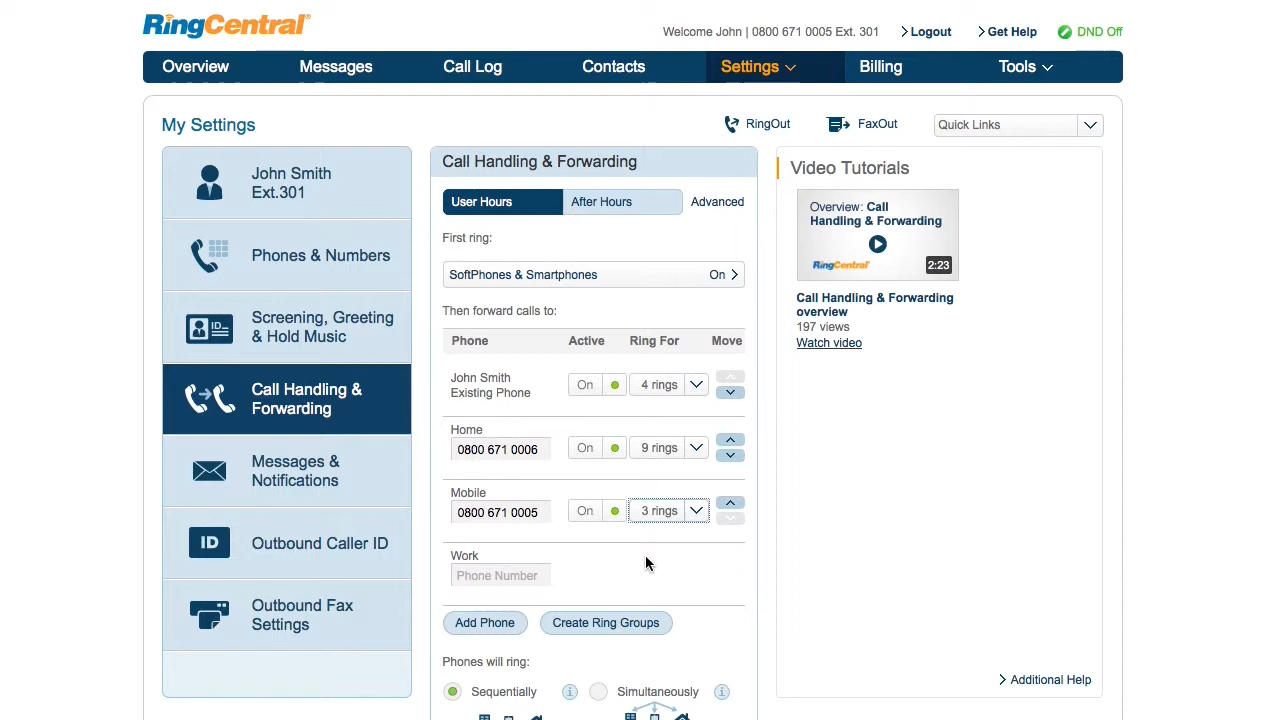 RingCentral
Welcome John | 0800 671 0005 Ext. 301
Logout
Get Help
DND Off
Overview
Messages
Call Log
Contacts
Settings
Billing
Tools
My Settings
RingOut
FaxOut
Quick Links
John Smith
Ext.301
Phones & Numbers
Screening, Greeting
& Hold Music
Call Handling &
Forwarding
Messages &
Notifications
ID
Outbound Caller ID
Outbound Fax
Settings
Call Handling & Forwarding
User Hours
After Hours
Advanced
First ring:
SoftPhones & Smartphones
On
Then forward calls to:
Phone Active Ring For Move
John Smith
Existing Phone
On
4 rings
Home
0800 671 0006
On
9 rings
Mobile
0800 671 0005
On
3 rings
Work
Phone Number
Add Phone
Create Ring Groups
Phones will ring:
Sequentially
Simultaneously
Video Tutorials
Overview: Call
Handling & Forwarding
RingCentral
2:23
Call Handling & Forwarding
overview
197 views
Watch video
Additional Help